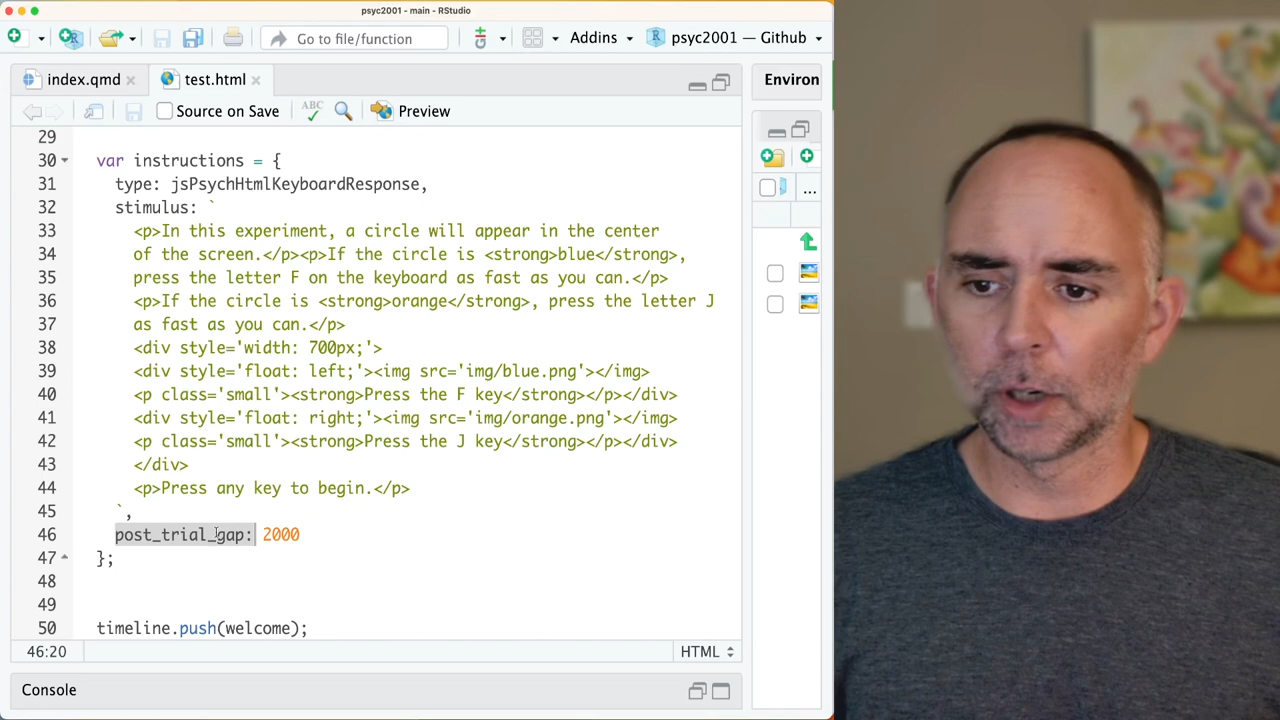 psyc2001 - main - RStudio
Go to file/function
Addins
psyc2001 — Github
index.qmd
test.html
Environ
Source on Save
ABC
Preview
29
30 var instructions = {
31 type: jsPsychHtmlKeyboardResponse,
32 stimulus: `
33 <p>In this experiment, a circle will appear in the center
34 of the screen.</p><p>If the circle is <strong>blue</strong>,
35 press the letter F on the keyboard as fast as you can.</p>
36 <p>If the circle is <strong>orange</strong>, press the letter J
37 as fast as you can.</p>
38 <div style='width: 700px;'>
39 <div style='float: left;'><img src='img/blue.png'></img>
40 <p class='small'><strong>Press the F key</strong></p></div>
41 <div style='float: right;'><img src='img/orange.png'></img>
42 <p class='small'><strong>Press the J key</strong></p></div>
43 </div>
44 <p>Press any key to begin.</p>
45 `,
46 post_trial_gap: 2000
47 };
48
49
50 timeline.push(welcome);
...
46:20
HTML
Console